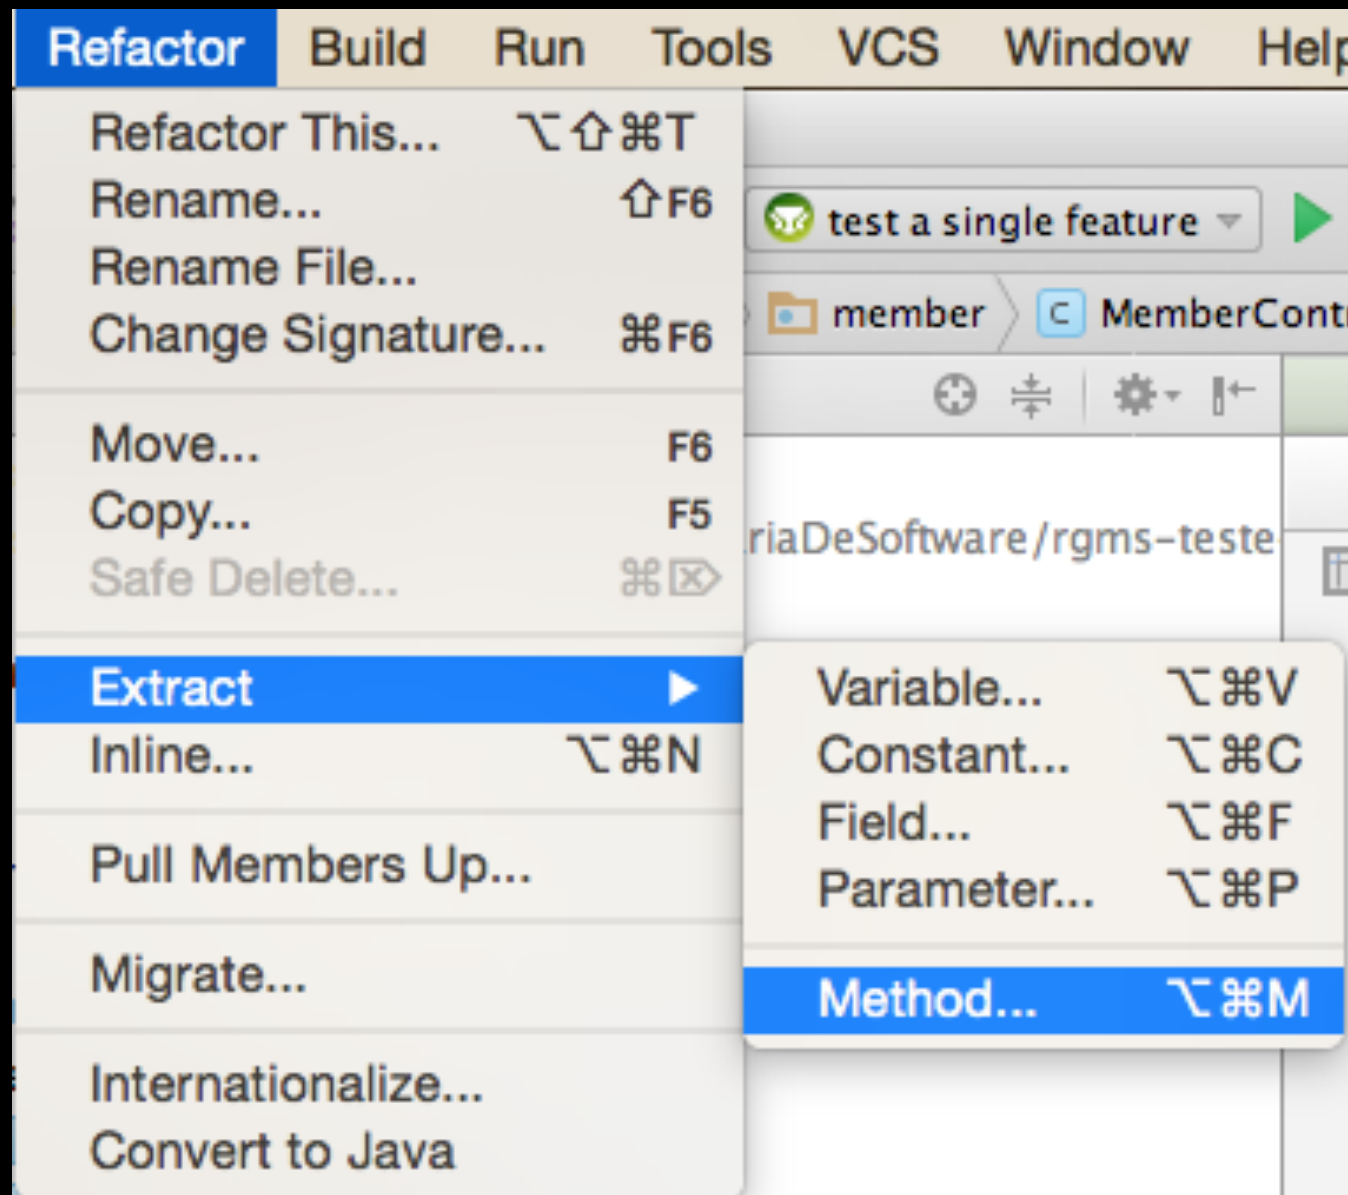 Refactor Build Run Tools VCS Window Help
Refactor This... ⌥⇧⌘T
Rename... ⇧F6
test a single feature
Rename File...
Change Signature... ⌘F6
member
Move... F6
Copy... F5
riaDeSoftware/rgms-teste
Safe Delete... ⌘⌦
Extract ▶
Variable... ⌥⌘V
Inline... ⌥⌘N
Constant... ⌥⌘C
Field... ⌥⌘F
Pull Members Up...
Parameter... ⌥⌘P
Migrate...
Method... ⌥⌘M
Internationalize...
Convert to Java